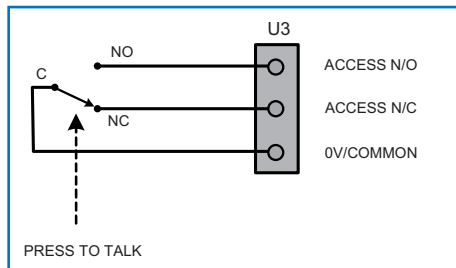 U3
NO
ACCESS N/O
C
NC
ACCESS N/C
0V/COMMON
PRESS TO TALK